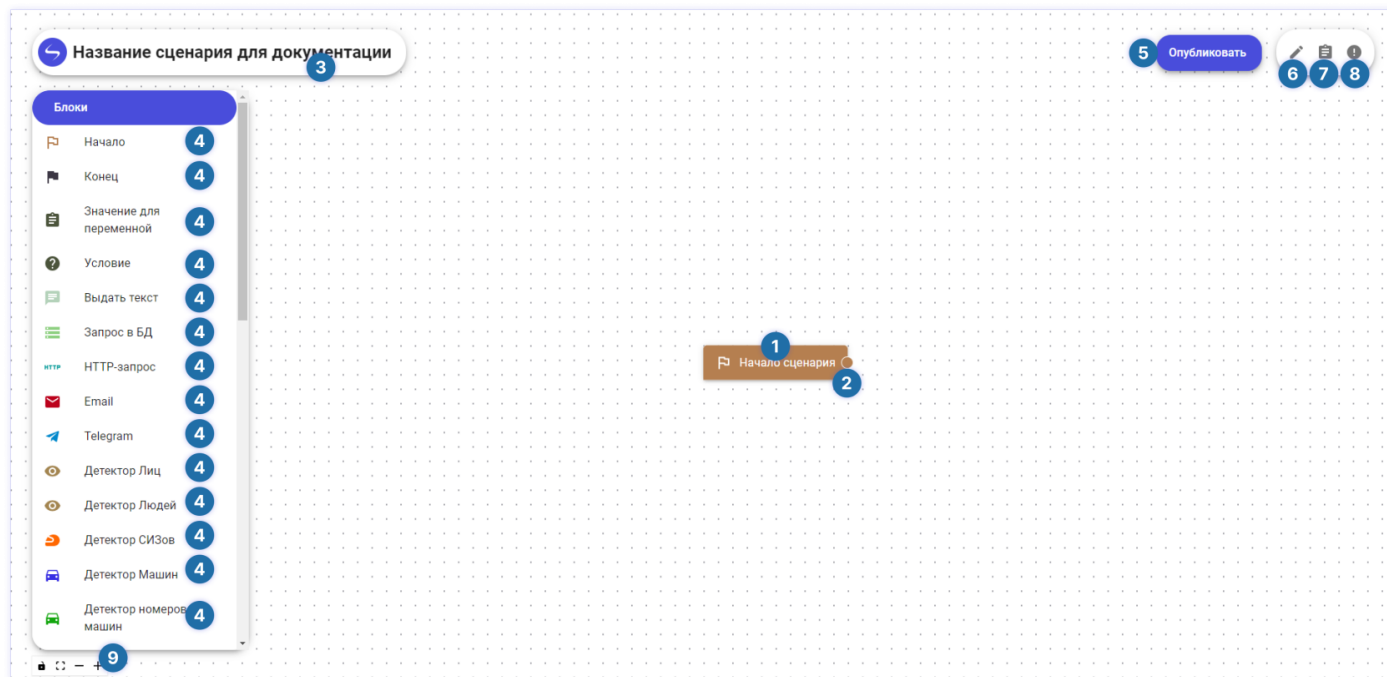 Название сценария для документации
3
5
Опубликовать
6
7
8
Блоки
Начало
4
Конец
4
Значение для
переменной
4
Условие
4
Выдать текст
4
Запрос в БД
4
HTTP
HTTP-запрос
4
Email
4
Telegram
4
Детектор Лиц
4
Детектор Людей
4
Детектор СИЗов
4
Детектор Машин
4
Детектор номеров
машин
4
1
Начало сценария
2
9